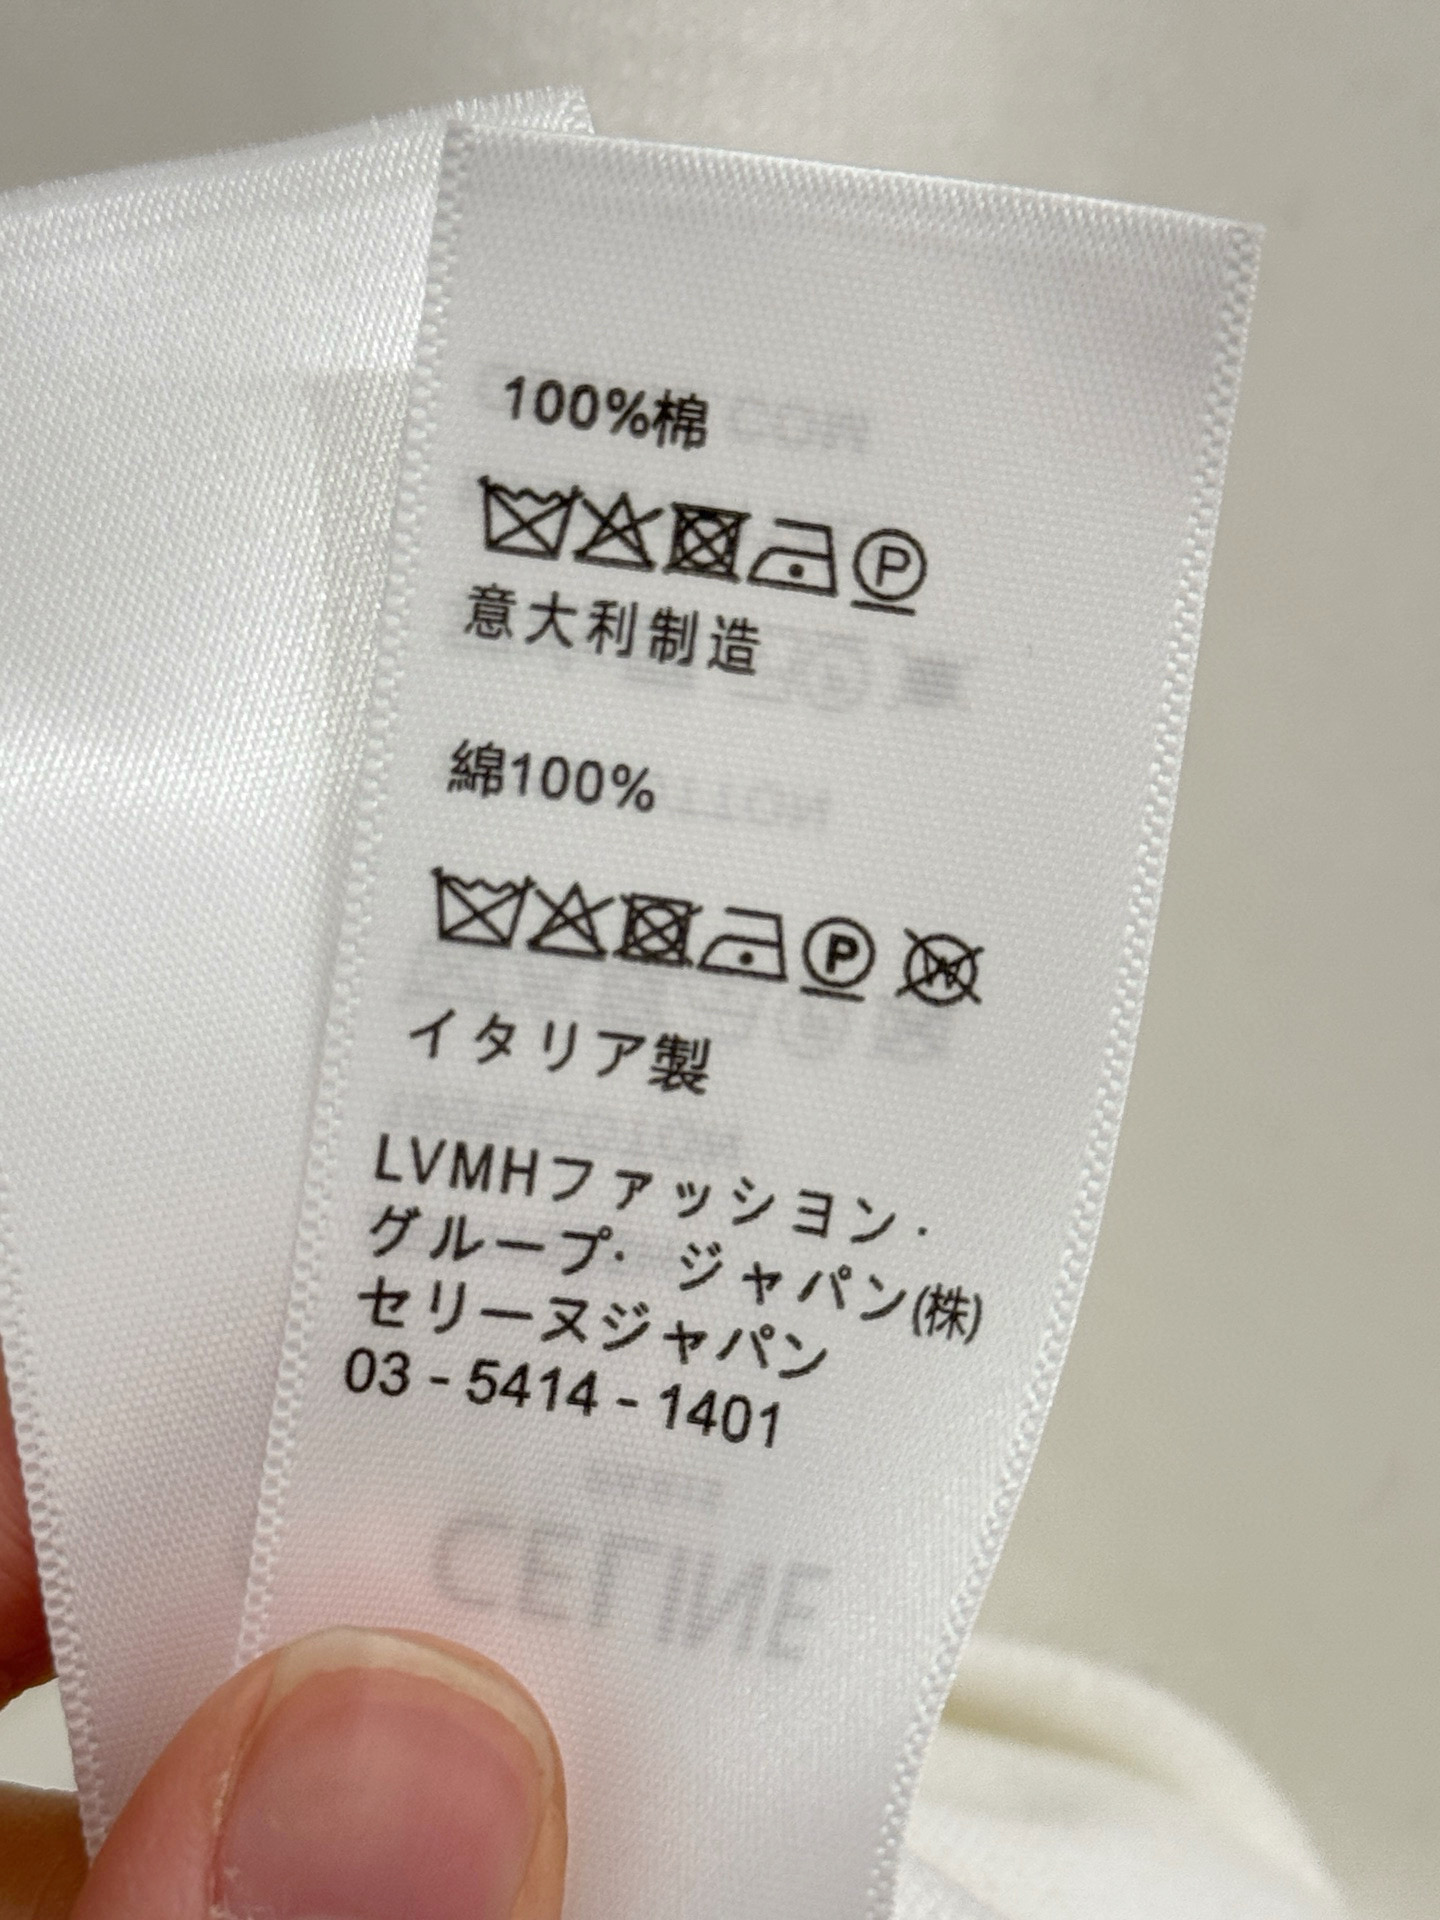 100%棉
P
意大利制造
綿100%
P W
イタリア製
LVMHファッション・
グループ・ジャパン(株)
セリーヌジャパン
03-5414-1401
CELINE